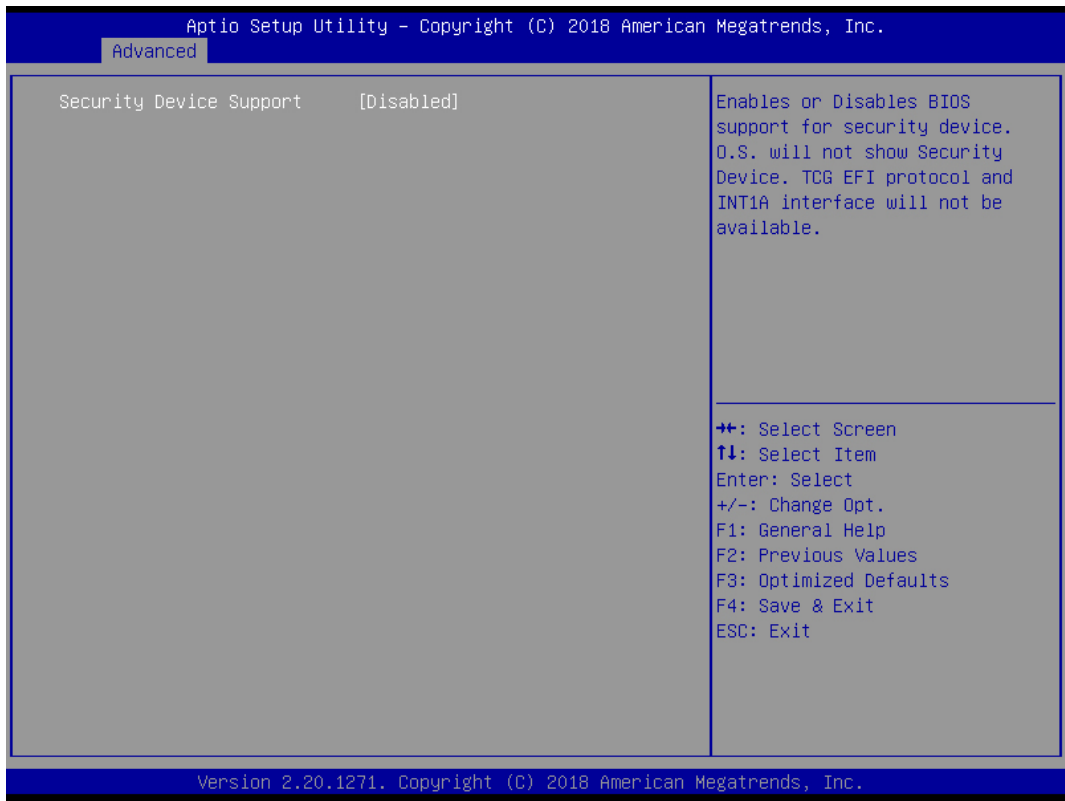 Aptio Setup Utility – Copyright (C) 2018 American Megatrends, Inc.
Advanced
Security Device Support [Disabled]
Enables or Disables BIOS
support for security device.
O.S. will not show Security
Device. TCG EFI protocol and
INT1A interface will not be
available.
→←: Select Screen
↑↓: Select Item
Enter: Select
+/-: Change Opt.
F1: General Help
F2: Previous Values
F3: Optimized Defaults
F4: Save & Exit
ESC: Exit
Version 2.20.1271. Copyright (C) 2018 American Megatrends, Inc.